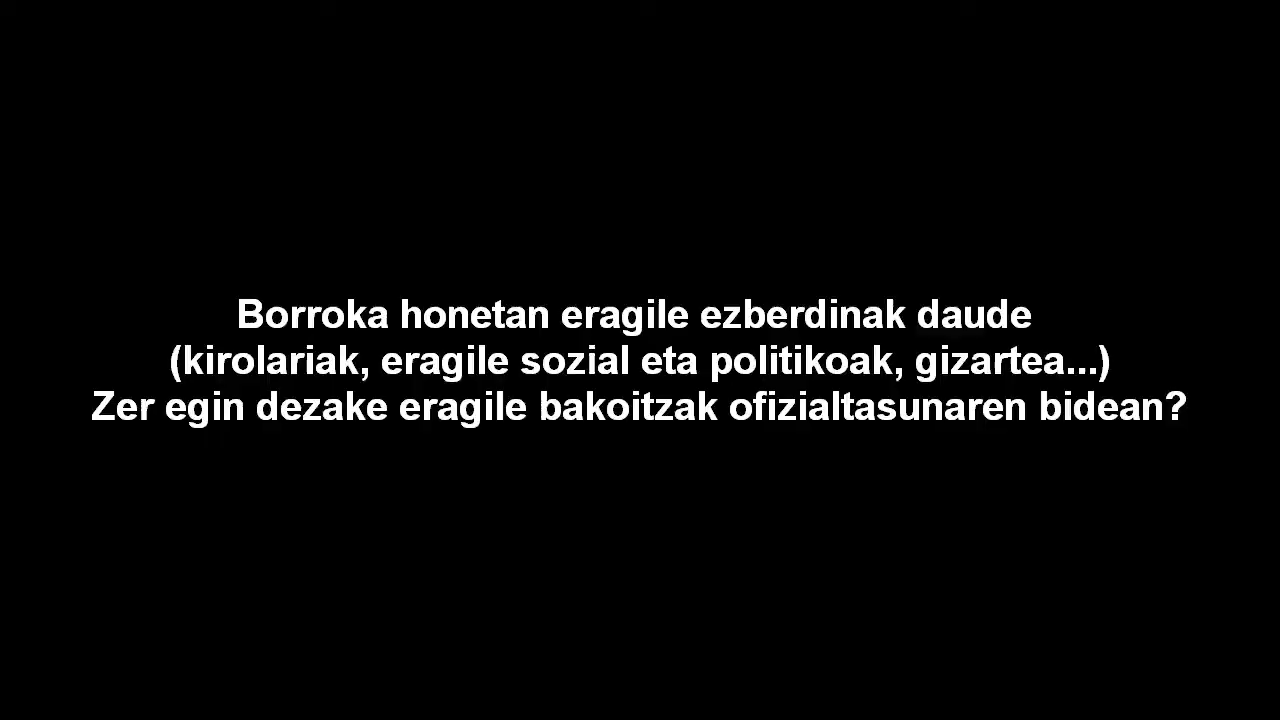 Borroka honetan eragile ezberdinak daude
(kirolariak, eragile sozial eta politikoak, gizartea...)
Zer egin dezake eragile bakoitzak ofizialtasunaren bidean?